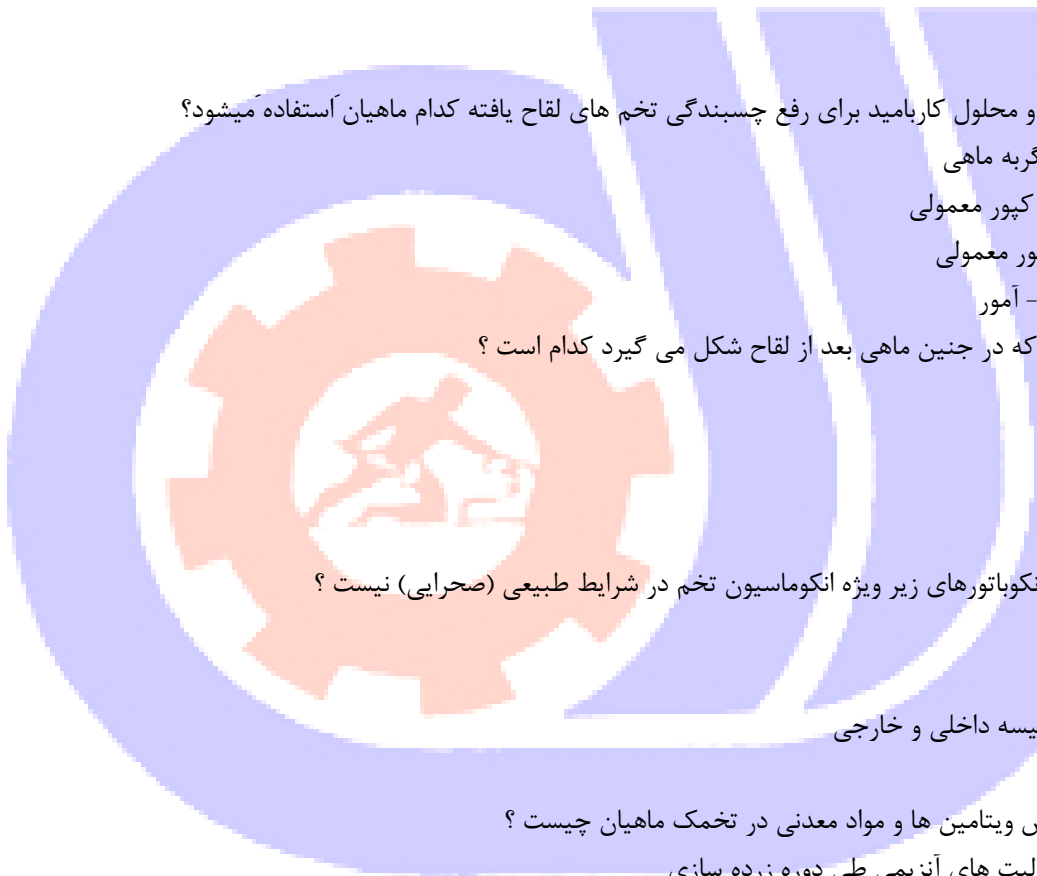 و محلول کاربامید برای رفع چسبندگی تخم های لقاح یافته کدام ماهیان َاستفاده َمیشود؟
گربه ماهی
کپور معمولی
ور معمولی
- آمور
که در جنین ماهی بعد از لقاح شکل می گیرد کدام است ؟
نکوباتورهای زیر ویژه انکوماسیون تخم در شرایط طبیعی (صحرایی) نیست ؟
یسه داخلی و خارجی
ویتامین ها و مواد معدنی در تخمک ماهیان چیست ؟
لیت های آنزیمی طی دوره زرده سازی